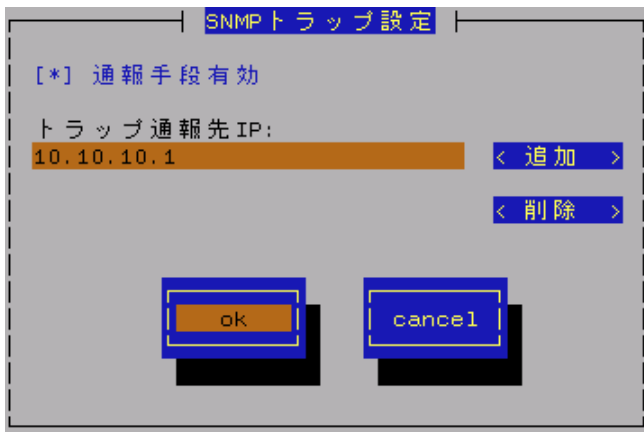 SNMPトラップ設定
[*] 通報手段有効
トラップ通報先IP:
10.10.10.1
< 追加 >
< 削除 >
ok
cancel